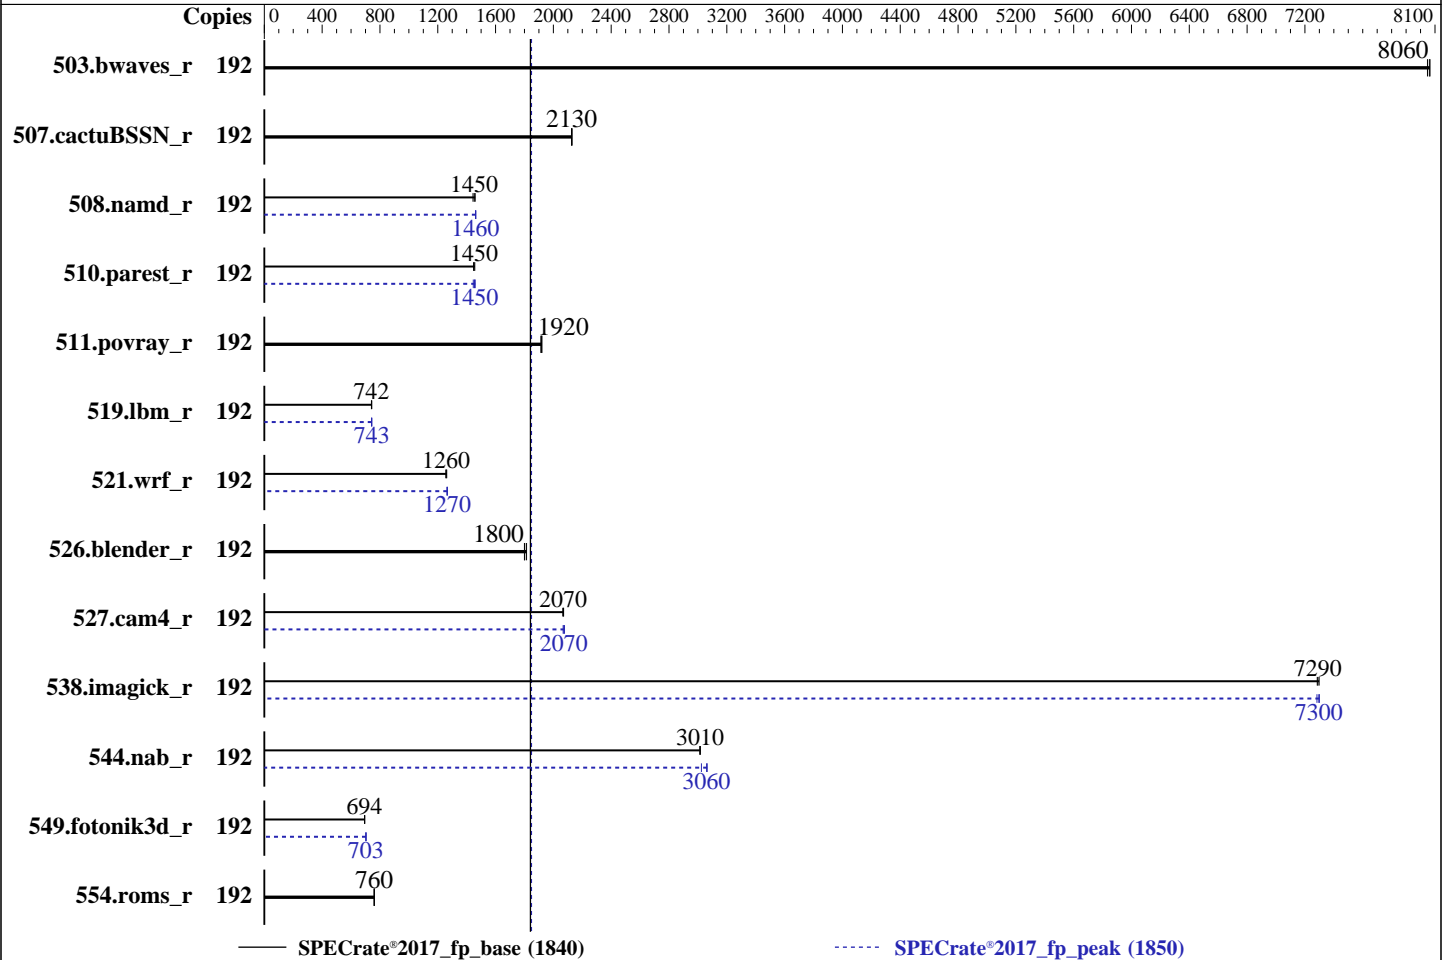 Copies 0 400 800 1200 1600 2000 2400 2800 3200 3600 4000 4400 4800 5200 5600 6000 6400 6800 7200 8100
503.bwaves_r 192 8060
507.cactuBSSN_r 192 2130
1450
508.namd_r 192
1460
1450
510.parest_r 192
1450
511.povray_r 192 1920
742
519.lbm_r 192
743
1260
521.wrf_r 192
1270
526.blender_r 192 1800
2070
527.cam4_r 192
2070
7290
538.imagick_r 192
7300
3010
544.nab_r 192
3060
694
549.fotonik3d_r 192
703
554.roms_r 192 760
SPECrate®2017_fp_base (1840) SPECrate®2017_fp_peak (1850)